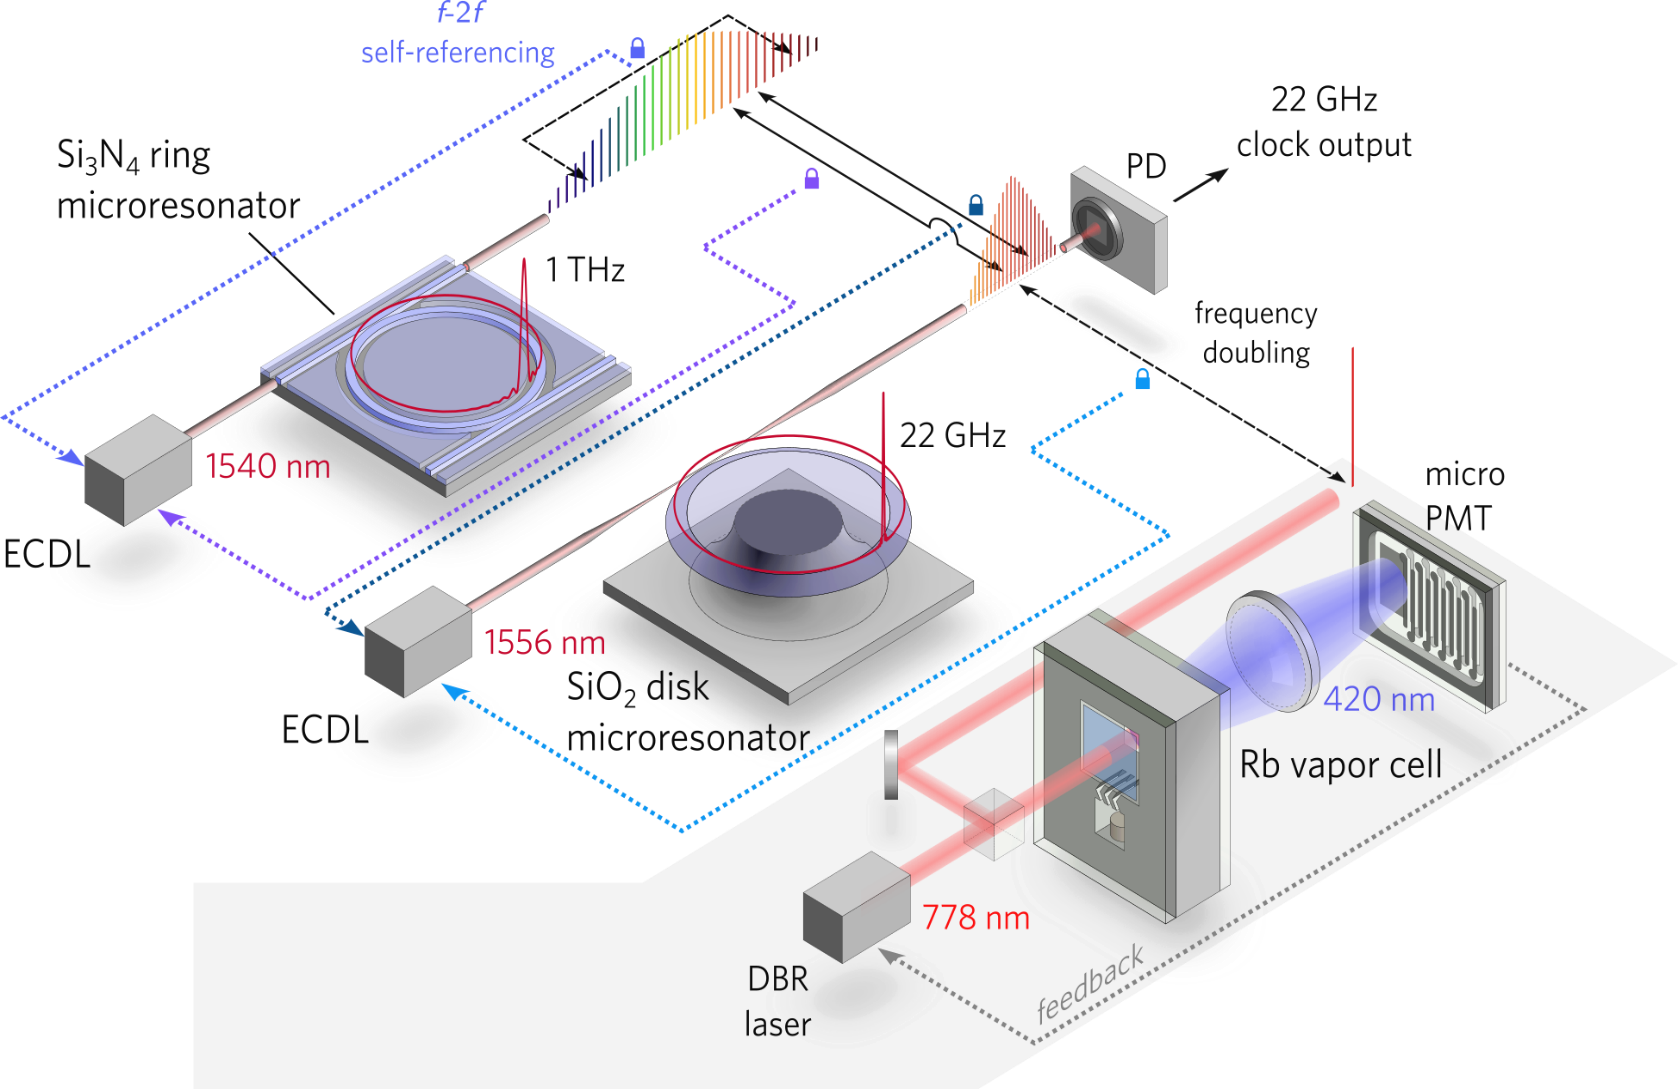 f-2f
self-referencing
Si₃N₄ ring
microresonator
1 THz
22 GHz
clock output
PD
frequency
doubling
1540 nm
ECDL
22 GHz
micro
PMT
1556 nm
ECDL
SiO₂ disk
microresonator
420 nm
Rb vapor cell
778 nm
DBR
laser
feedback